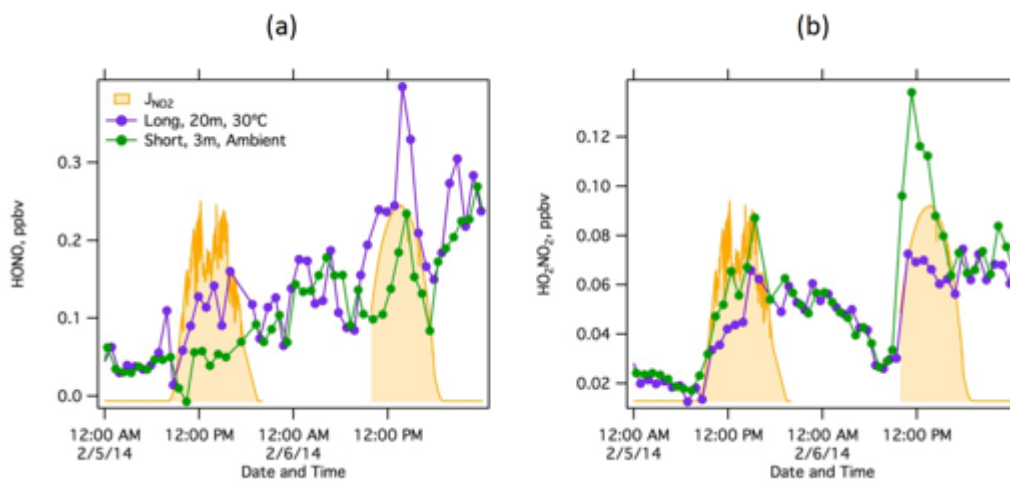 (a)
(b)
J_NO2
Long, 20m, 30°C
Short, 3m, Ambient
HONO, ppbv
0.3
0.2
0.1
0.0
12:00 AM
2/5/14
12:00 PM
12:00 AM
2/6/14
12:00 PM
Date and Time
HO2NO2, ppbv
0.12
0.10
0.08
0.06
0.04
0.02
12:00 AM
2/5/14
12:00 PM
12:00 AM
2/6/14
12:00 PM
Date and Time